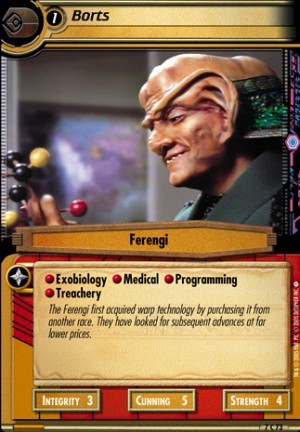 1 Borts
Ferengi
• Exobiology • Medical • Programming
• Treachery
The Ferengi first acquired warp technology by purchasing it from
another race. They have looked for subsequent advances at far
lower prices.
INTEGRITY 3 CUNNING 5 STRENGTH 4